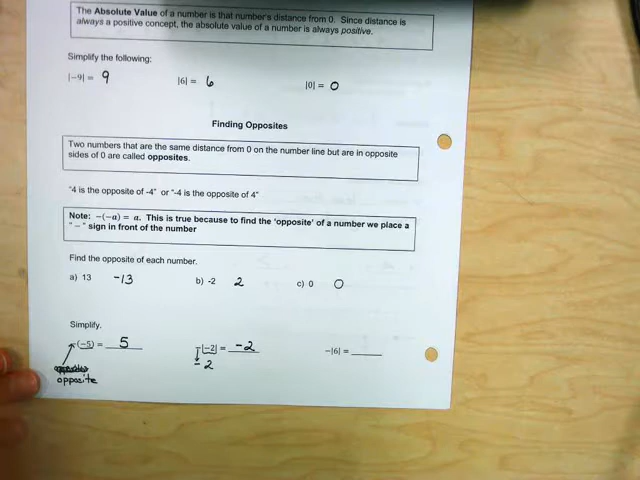 The Absolute Value of a number is that number's distance from 0. Since distance is
always a positive concept, the absolute value of a number is always positive.
Simplify the following:
|-9| = 9 |6| = 6 |0| = 0
Finding Opposites
Two numbers that are the same distance from 0 on the number line but are in opposite
sides of 0 are called opposites.
"4 is the opposite of -4" or "-4 is the opposite of 4"
Note: -(-a) = a. This is true because to find the 'opposite' of a number we place a
" - " sign in front of the number
Find the opposite of each number.
a) 13 -13 b) -2 2 c) 0 0
Simplify.
-(-5) = 5 -|-2| = -2 -|6| = ____
- 2
opposite